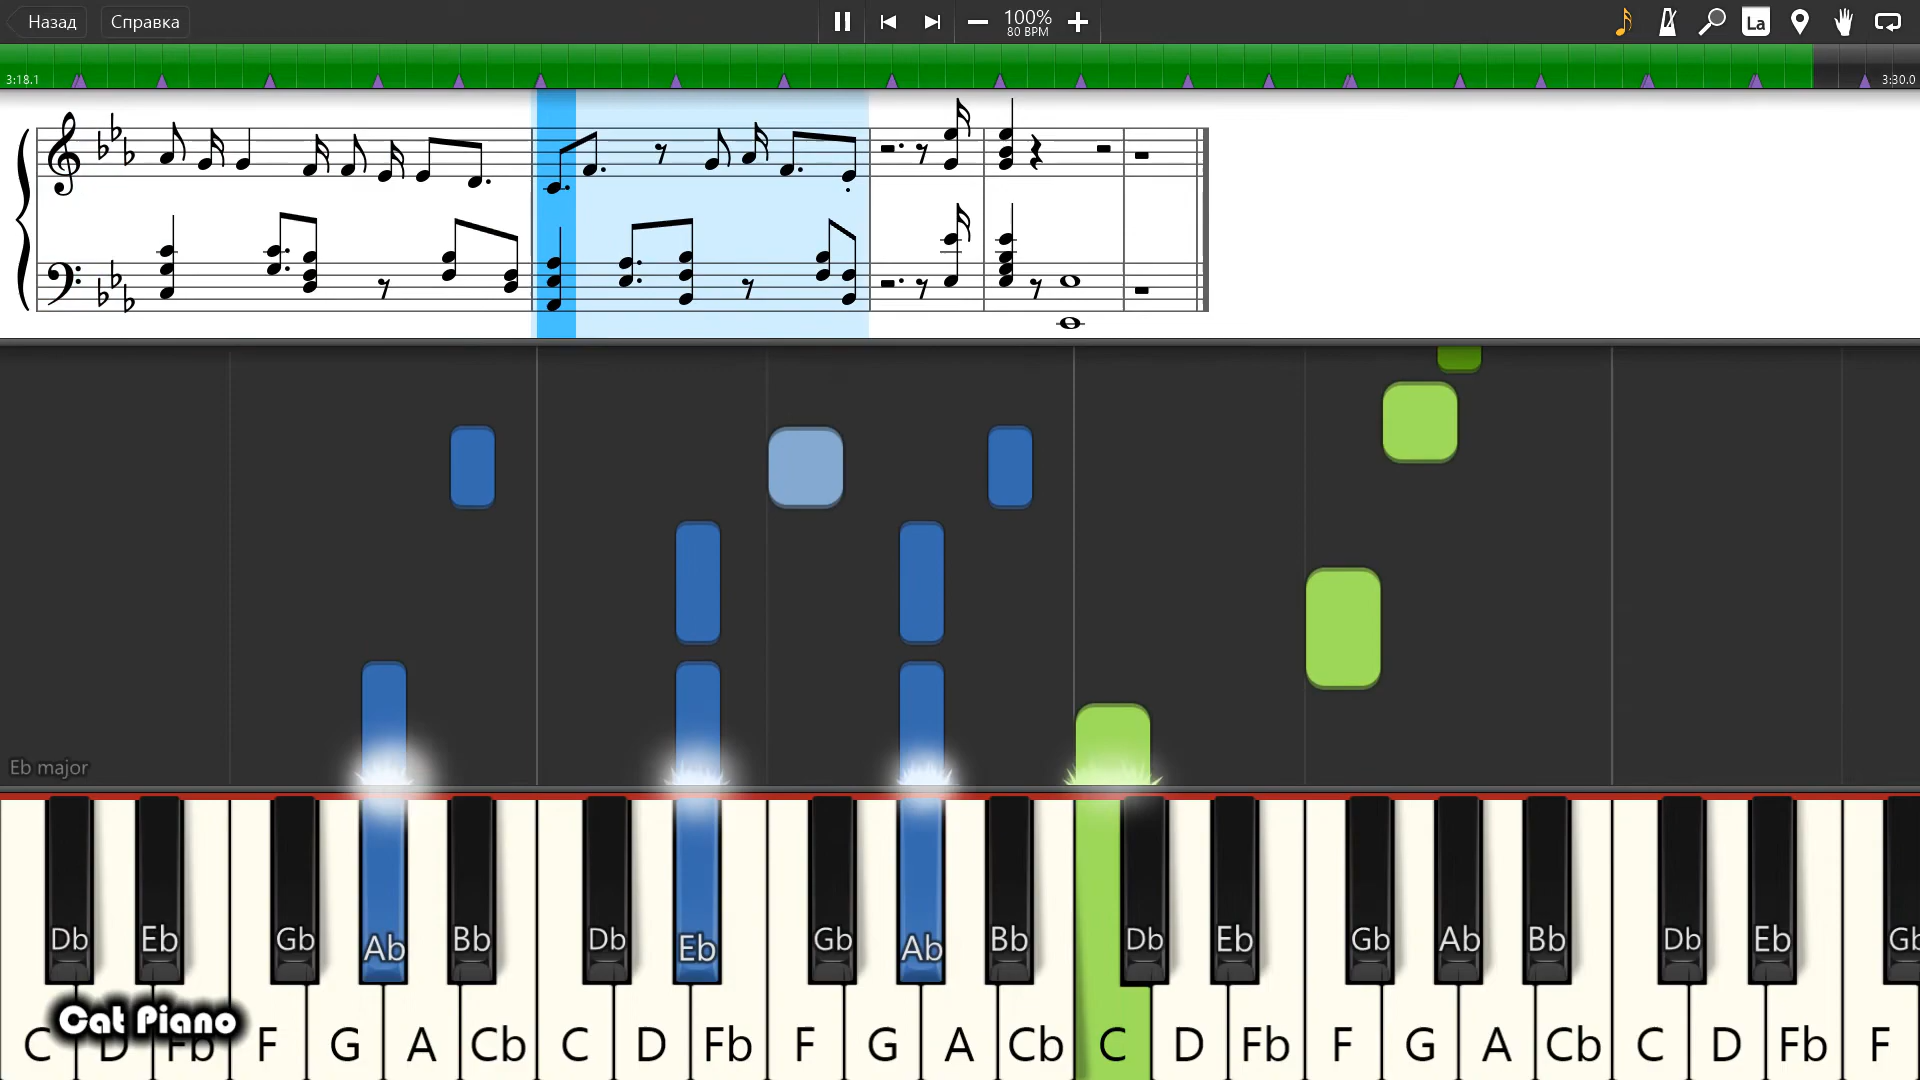 Назад Справка 100% La
80 BPM
3:18.1 3:30.0
Eb major
Db Eb Gb Ab Bb Db Eb Gb Ab Bb Db Eb Gb Ab Bb Db Eb Gb
Cat Piano
C D Fb F G A Cb C D Fb F G A Cb C D Fb F G A Cb C D Fb F